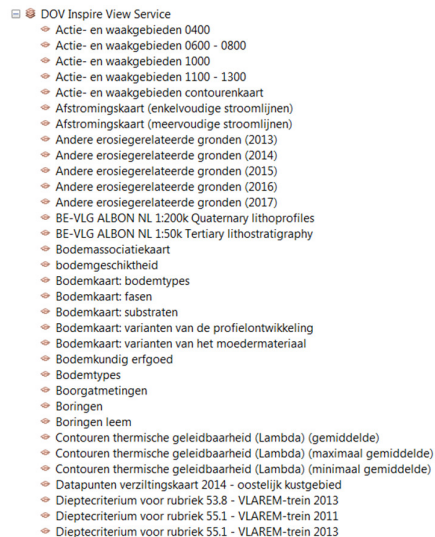 DOV Inspire View Service
Actie- en waakgebieden 0400
Actie- en waakgebieden 0600 - 0800
Actie- en waakgebieden 1000
Actie- en waakgebieden 1100 - 1300
Actie- en waakgebieden contourenkaart
Afstromingskaart (enkelvoudige stroomlijnen)
Afstromingskaart (meervoudige stroomlijnen)
Andere erosiegerelateerde gronden (2013)
Andere erosiegerelateerde gronden (2014)
Andere erosiegerelateerde gronden (2015)
Andere erosiegerelateerde gronden (2016)
Andere erosiegerelateerde gronden (2017)
BE-VLG ALBON NL 1:200k Quaternary lithoprofiles
BE-VLG ALBON NL 1:50k Tertiary lithostratigraphy
Bodemassociatiekaart
bodemgeschiktheid
Bodemkaart: bodemtypes
Bodemkaart: fasen
Bodemkaart: substraten
Bodemkaart: varianten van de profielontwikkeling
Bodemkaart: varianten van het moedermateriaal
Bodemkundig erfgoed
Bodemtypes
Boorgatmetingen
Boringen
Boringen leem
Contouren thermische geleidbaarheid (Lambda) (gemiddelde)
Contouren thermische geleidbaarheid (Lambda) (maximaal gemiddelde)
Contouren thermische geleidbaarheid (Lambda) (minimaal gemiddelde)
Datapunten verziltingskaart 2014 - oostelijk kustgebied
Dieptecriterium voor rubriek 53.8 - VLAREM-trein 2013
Dieptecriterium voor rubriek 55.1 - VLAREM-trein 2011
Dieptecriterium voor rubriek 55.1 - VLAREM-trein 2013